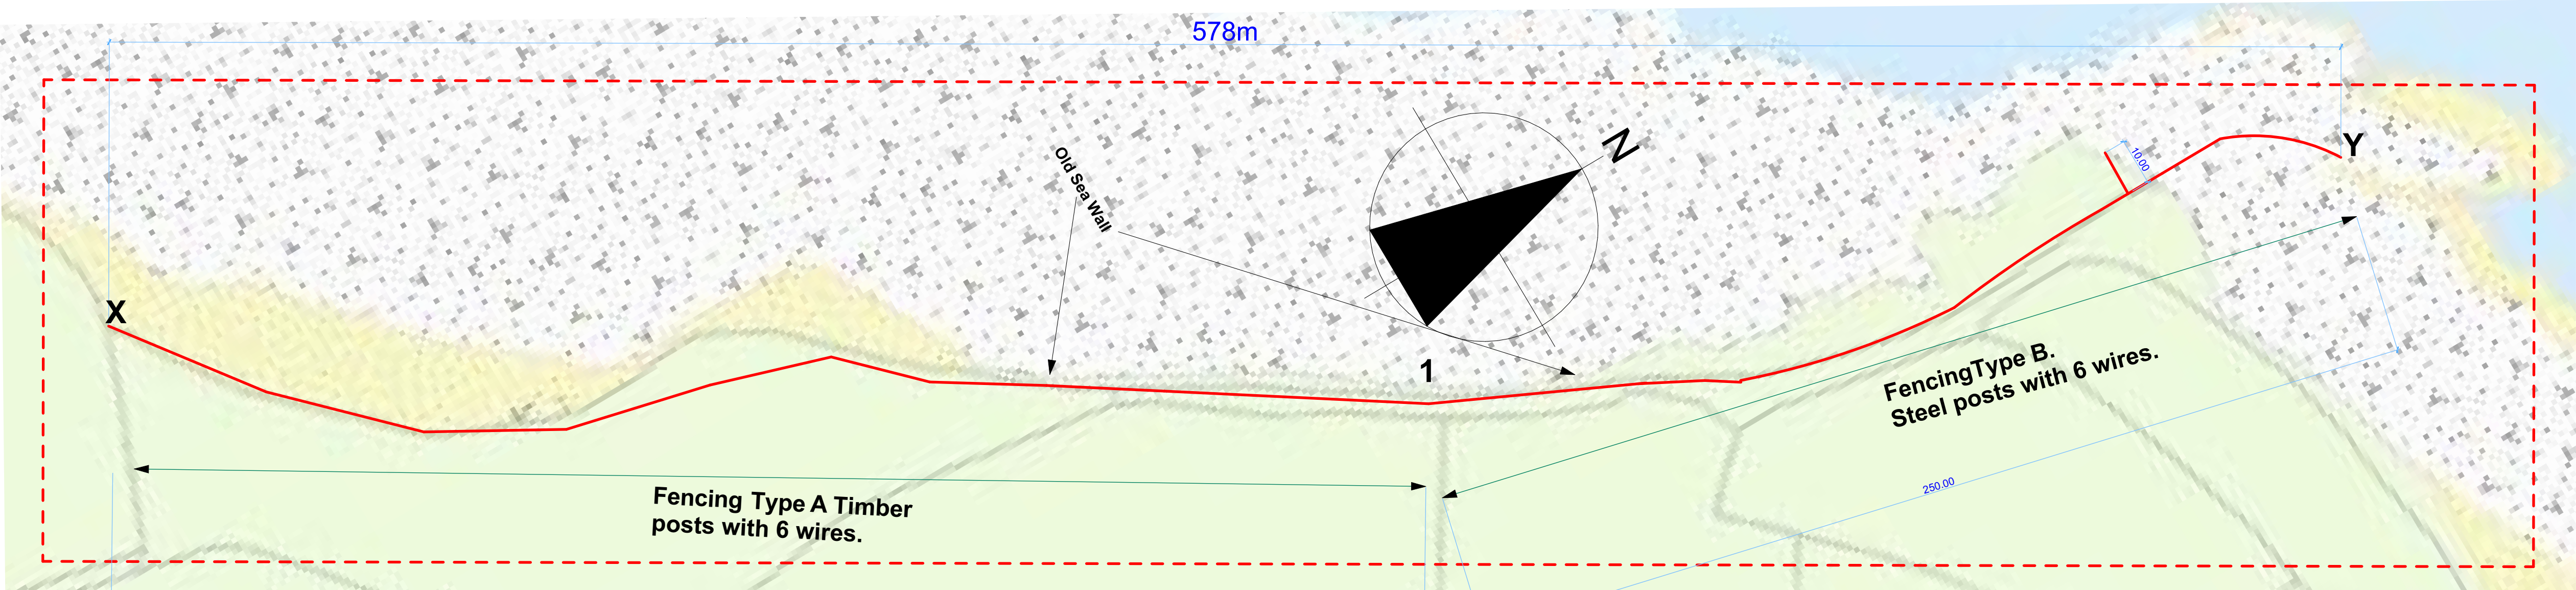 578m
N
Old Sea Wall
10.00
Y
X
1
FencingType B.
Steel posts with 6 wires.
250.00
Fencing Type A Timber
posts with 6 wires.